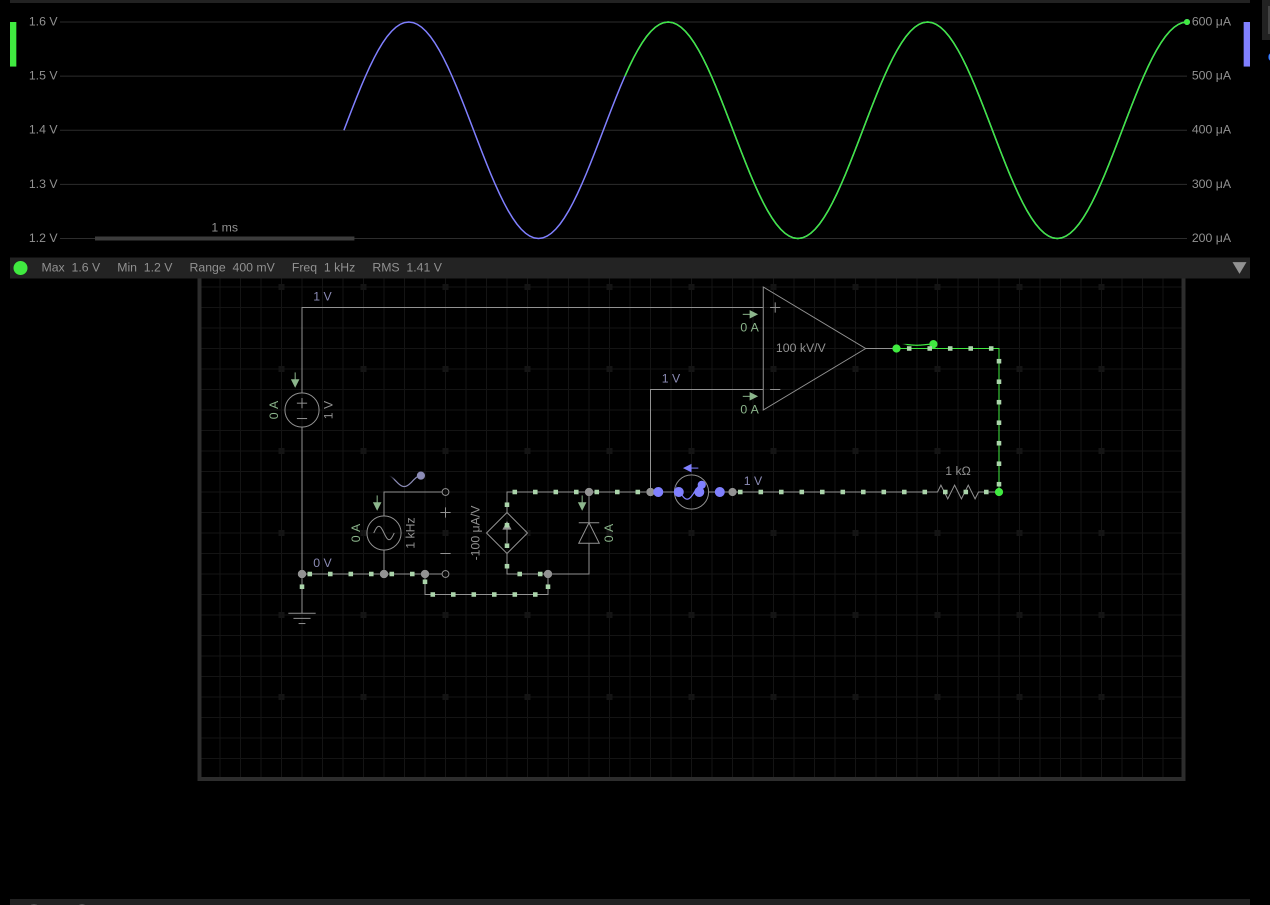 1.6 V
600 μA
1.5 V
500 μA
1.4 V
400 μA
1.3 V
300 μA
1 ms
1.2 V
200 μA
Max 1.6 V Min 1.2 V Range 400 mV Freq 1 kHz RMS 1.41 V
1 V
+
0 A
100 kV/V
1 V
−
0 A
0 A
+
−
1 V
1 kΩ
1 V
0 A
1 kHz
+
−
-100 μA/V
0 A
0 V